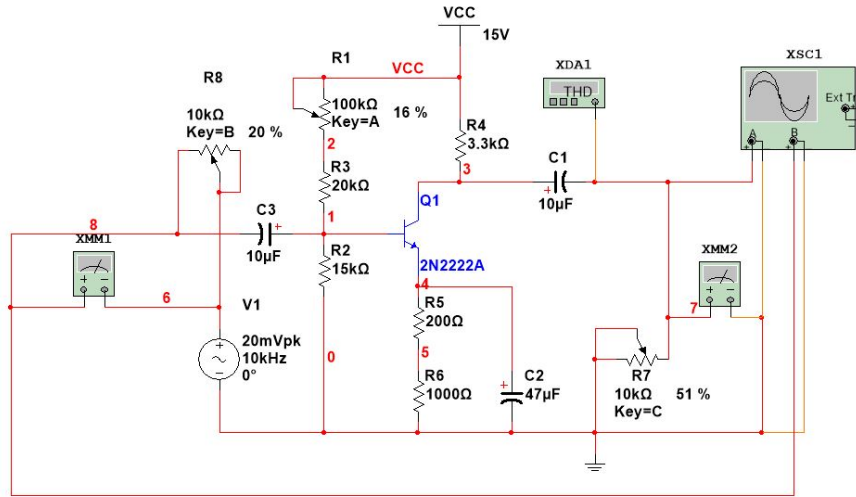 VCC
15V
XDA1
THD
XSC1
Ext Tr
A
B
R8
10kΩ
Key=B 20 %
R1
VCC
100kΩ
Key=A 16 %
2
R3
20kΩ
R4
3.3kΩ
3
C1
10µF
Q1
2N2222A
1
C3
10µF
8
XMM1
6
R2
15kΩ
4
R5
200Ω
5
R6
1000Ω
C2
47µF
0
V1
20mVpk
10kHz
0°
XMM2
7
R7
10kΩ
Key=C 51 %